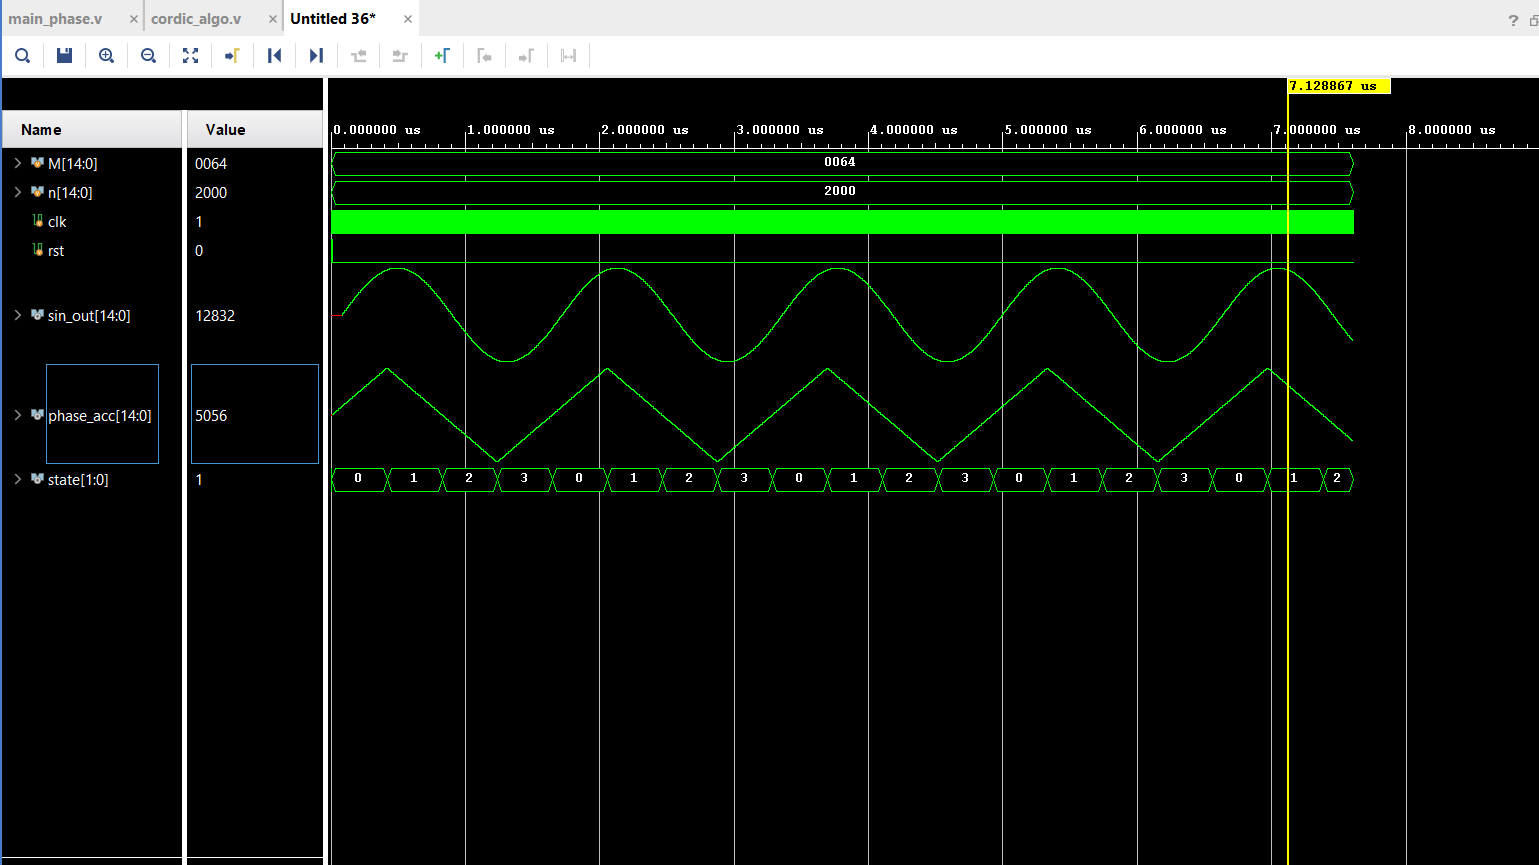 main_phase.v × cordic_algo.v × Untitled 36* ×
?
7.128867 us
Name Value
0.000000 us 1.000000 us 2.000000 us 3.000000 us 4.000000 us 5.000000 us 6.000000 us 7.000000 us 8.000000 us
M[14:0] 0064 0064
n[14:0] 2000 2000
clk 1
rst 0
sin_out[14:0] 12832
phase_acc[14:0] 5056
state[1:0] 1 0 1 2 3 0 1 2 3 0 1 2 3 0 1 2 3 0 1 2